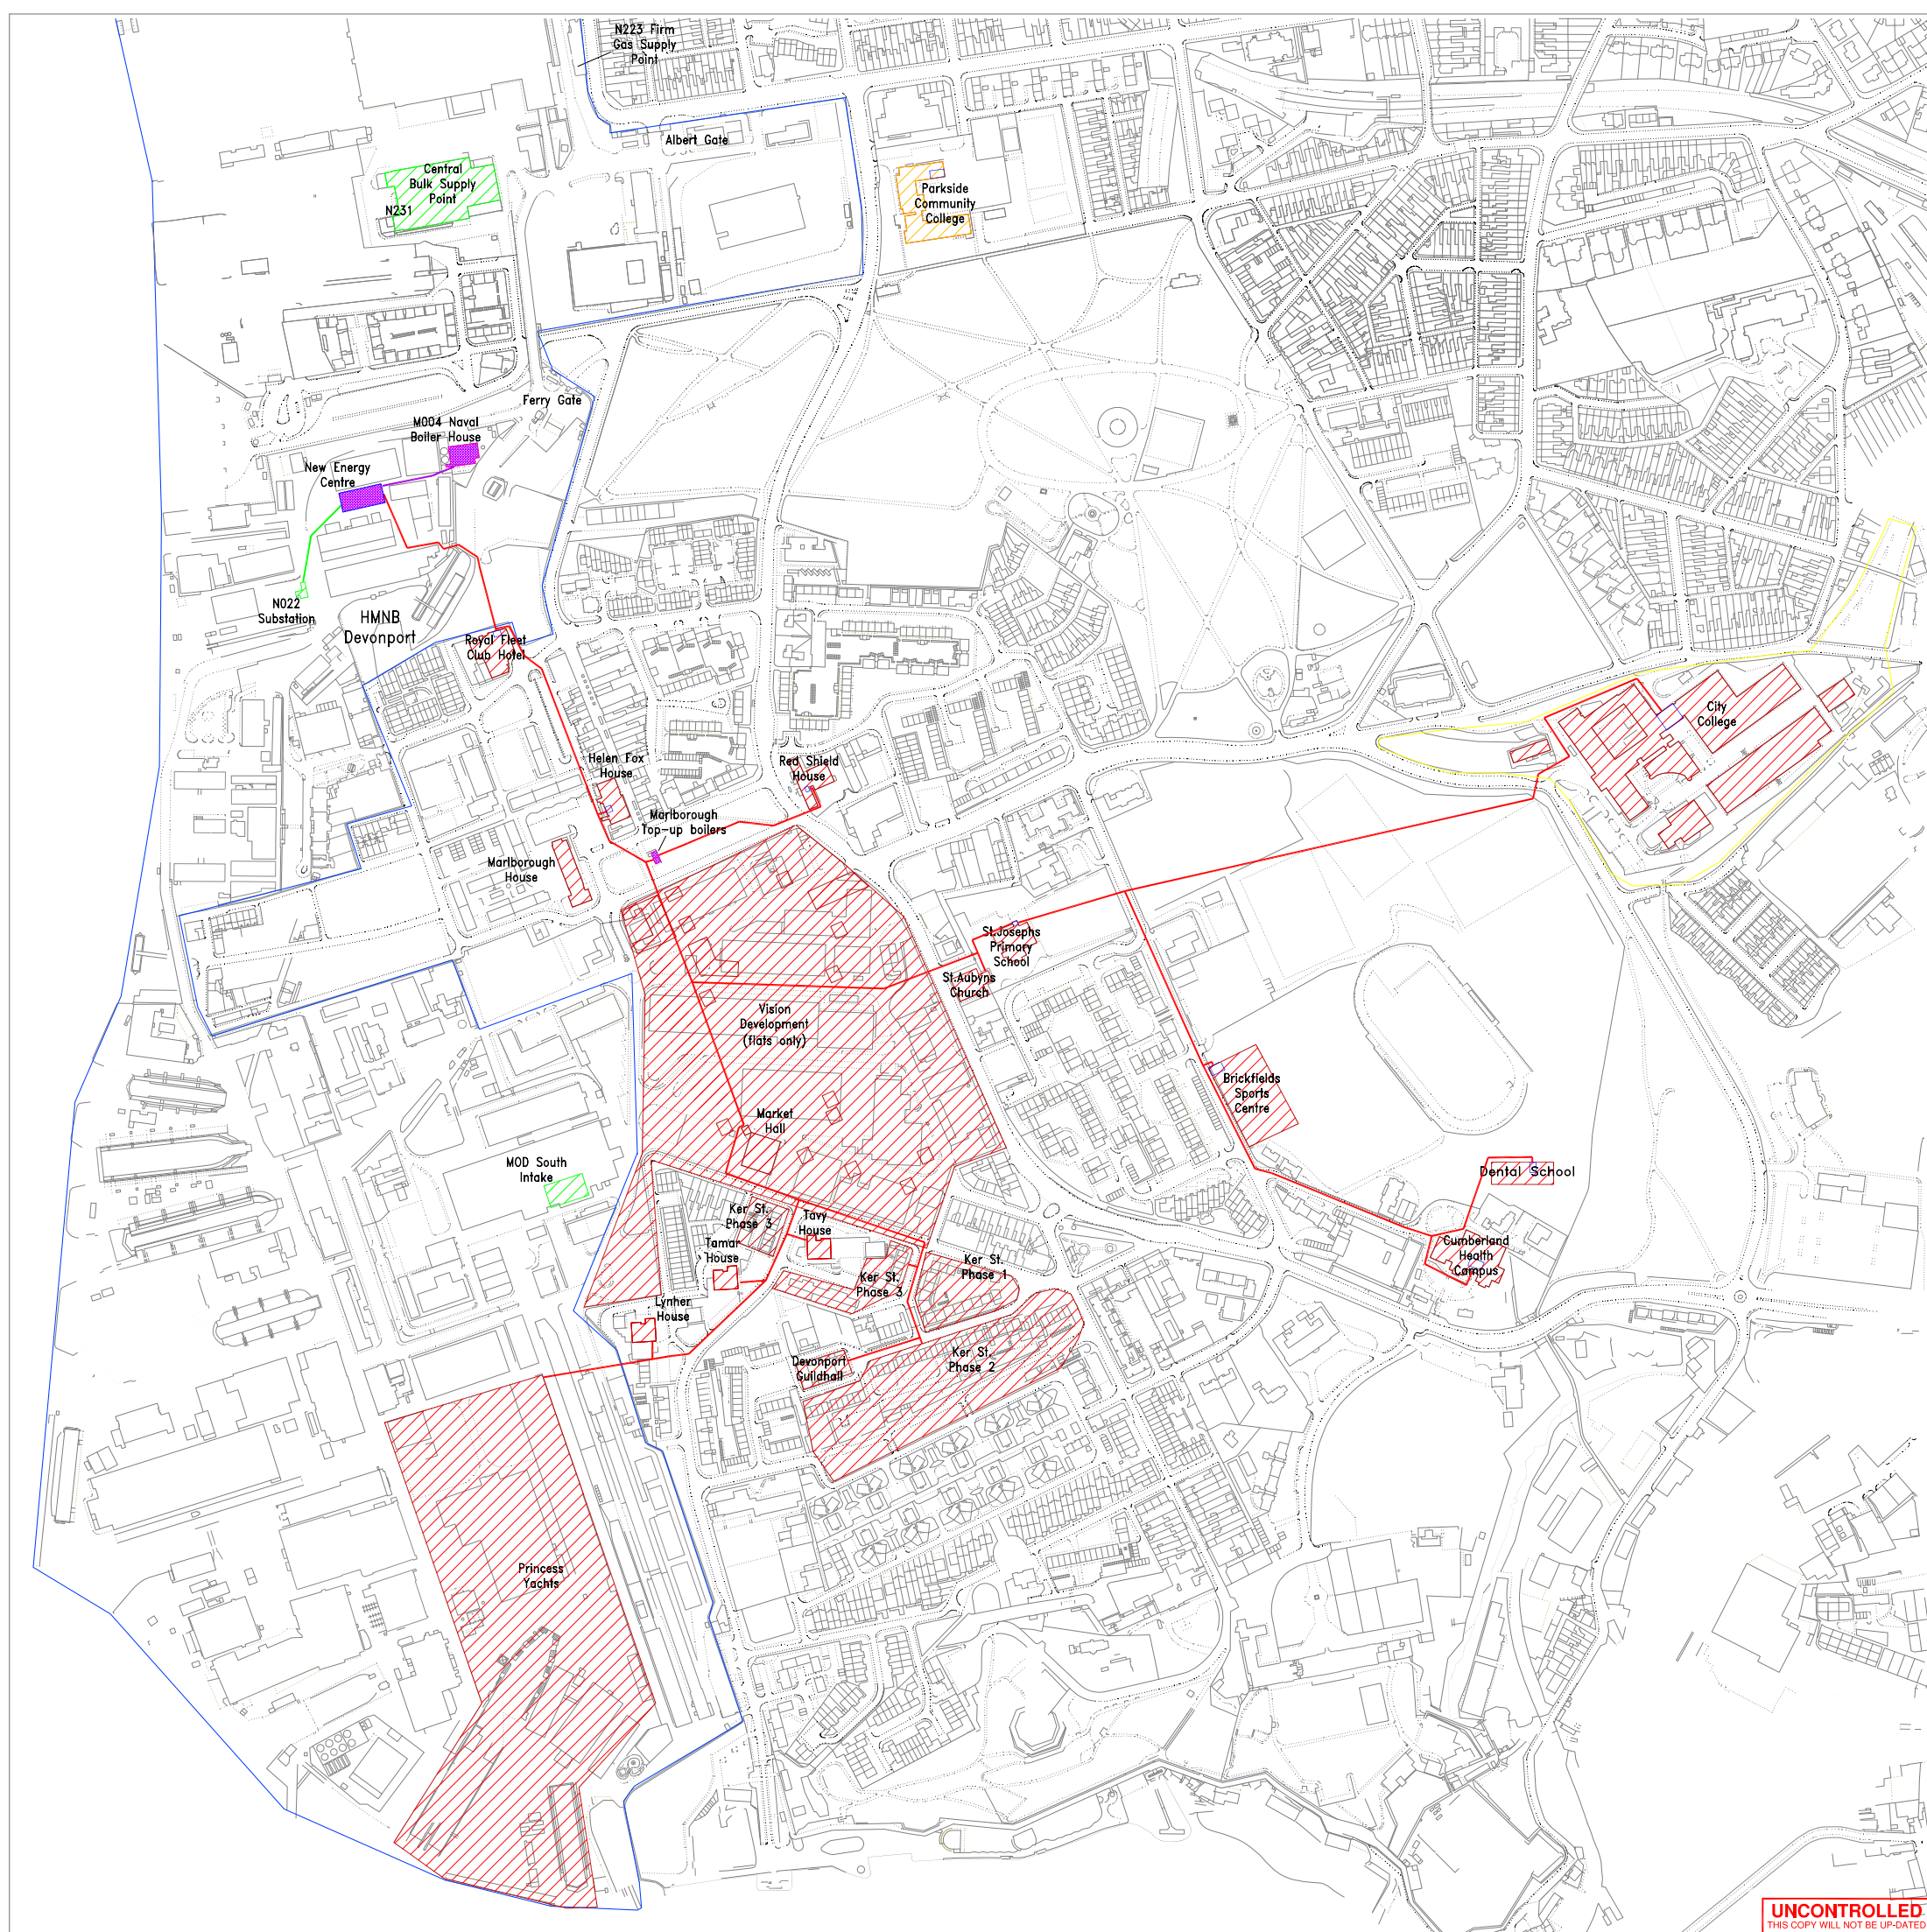 N223 Firm
Gas Supply
Point
Albert Gate
Central
Bulk Supply
Point
N231
Parkside
Community
College
Ferry Gate
M004 Naval
Boiler House
New Energy
Centre
N022
Substation
HMNB
Devonport
Royal Fleet
Club Hotel
City
College
Helen Fox
House
Red Shield
House
Marlborough
Top-up boilers
Marlborough
House
St.Josephs
Primary
School
St.Aubyns
Church
Vision
Development
(flats only)
Brickfields
Sports
Centre
Market
Hall
MOD South
Intake
Dental School
Ker St.
Phase 3
Tavy
House
Tamar
House
Cumberland
Health
Campus
Ker St.
Phase 1
Ker St.
Phase 3
Lynher
House
Devonport
Guildhall
Ker St.
Phase 2
Princess
Yachts
UNCONTROLLED
THIS COPY WILL NOT BE UP-DATED